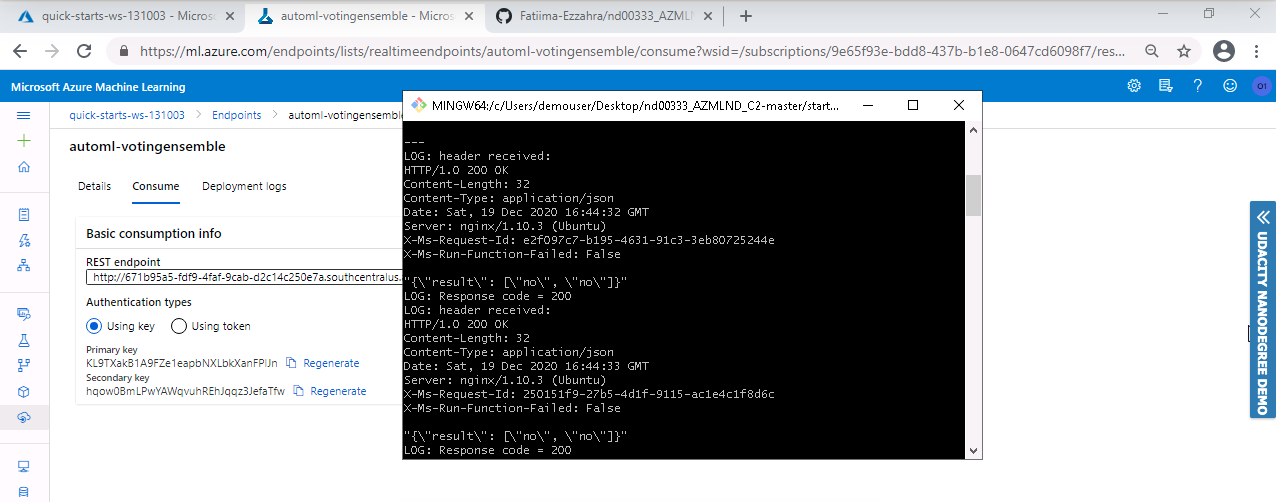 quick-starts-ws-131003 - Microso
automl-votingensemble - Microso
Fatiima-Ezzahra/nd00333_AZMLN
https://ml.azure.com/endpoints/lists/realtimeendpoints/automl-votingensemble/consume?wsid=/subscriptions/9e65f93e-bdd8-437b-b1e8-0647cd6098f7/res...
Microsoft Azure Machine Learning
O1
quick-starts-ws-131003 > Endpoints > automl-votingensemble
automl-votingensemble
Details Consume Deployment logs
Basic consumption info
REST endpoint
http://671b95a5-fdf9-4faf-9cab-d2c14c250e7a.southcentralus.
Authentication types
Using key Using token
Primary key
KL9TXakB1A9FZe1eapbNXLbkXanFPIJn Regenerate
Secondary key
hqow0BmLPwYAWqvuhREhJqqz3JefaTfw Regenerate
MINGW64:/c/Users/demouser/Desktop/nd00333_AZMLND_C2-master/start...
---
LOG: header received:
HTTP/1.0 200 OK
Content-Length: 32
Content-Type: application/json
Date: Sat, 19 Dec 2020 16:44:32 GMT
Server: nginx/1.10.3 (Ubuntu)
X-Ms-Request-Id: e2f097c7-b195-4631-91c3-3eb80725244e
X-Ms-Run-Function-Failed: False
"{\"result\": [\"no\", \"no\"]}"
LOG: Response code = 200
LOG: header received:
HTTP/1.0 200 OK
Content-Length: 32
Content-Type: application/json
Date: Sat, 19 Dec 2020 16:44:33 GMT
Server: nginx/1.10.3 (Ubuntu)
X-Ms-Request-Id: 250151f9-27b5-4d1f-9115-ac1e4c1f8d6c
X-Ms-Run-Function-Failed: False
"{\"result\": [\"no\", \"no\"]}"
LOG: Response code = 200
UDACITY NANODEGREE DEMO